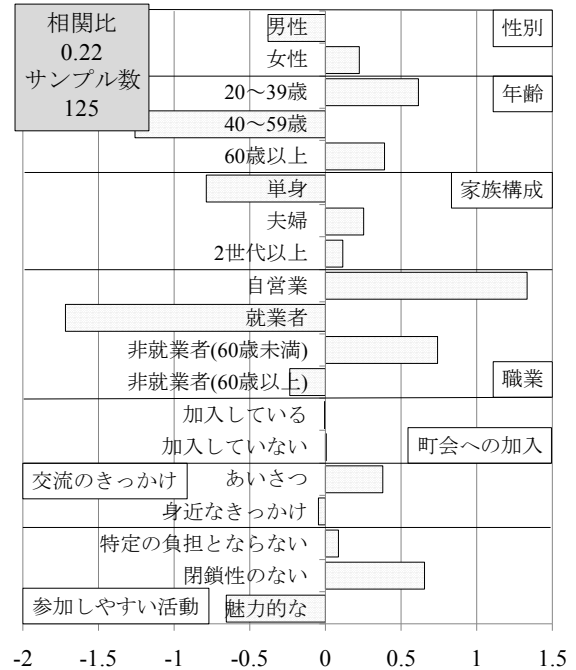 相関比
0.22
サンプル数
125
男性
性別
女性
20～39歳
年齢
40～59歳
60歳以上
単身
家族構成
夫婦
2世代以上
自営業
就業者
非就業者(60歳未満)
非就業者(60歳以上)
職業
加入している
加入していない
町会への加入
交流のきっかけ
あいさつ
身近なきっかけ
特定の負担とならない
閉鎖性のない
参加しやすい活動
魅力的な
-2 -1.5 -1 -0.5 0 0.5 1 1.5